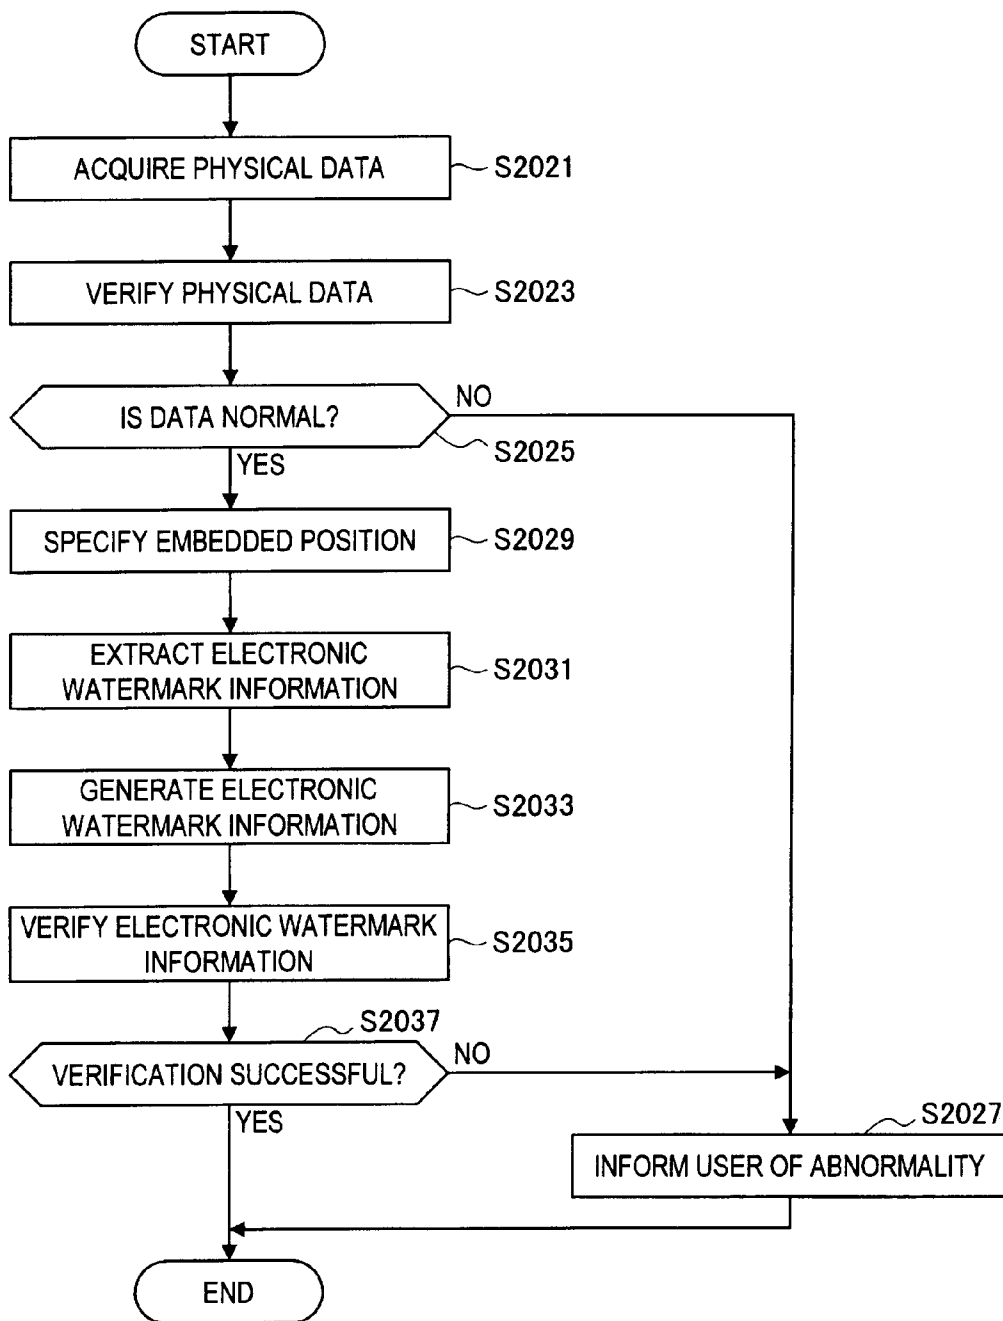 START
ACQUIRE PHYSICAL DATA
S2021
VERIFY PHYSICAL DATA
S2023
IS DATA NORMAL?
NO
S2025
YES
SPECIFY EMBEDDED POSITION
S2029
EXTRACT ELECTRONIC
WATERMARK INFORMATION
S2031
GENERATE ELECTRONIC
WATERMARK INFORMATION
S2033
VERIFY ELECTRONIC WATERMARK
INFORMATION
S2035
S2037
VERIFICATION SUCCESSFUL?
NO
YES
S2027
INFORM USER OF ABNORMALITY
END